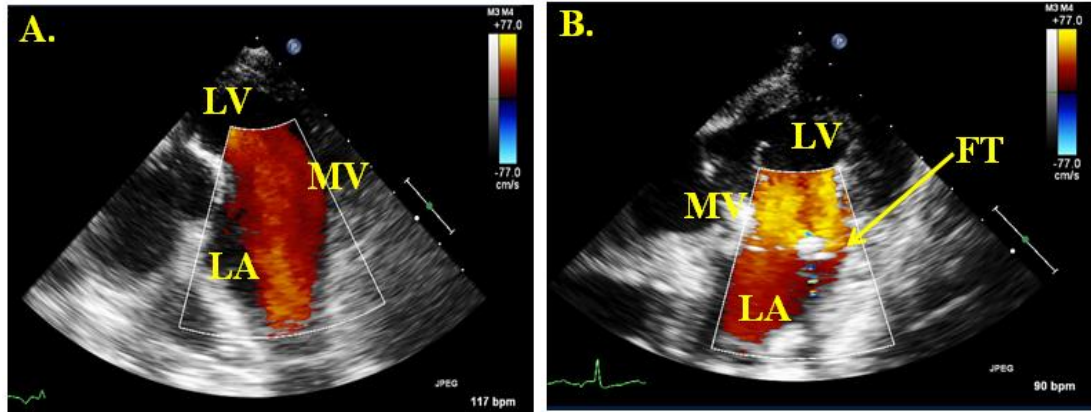 A.
M3 M4
+77.0
LV
MV
-77.0
cm/s
LA
JPEG
117 bpm
B.
M3 M4
+77.0
LV
FT
-77.0
cm/s
MV
LA
JPEG
90 bpm